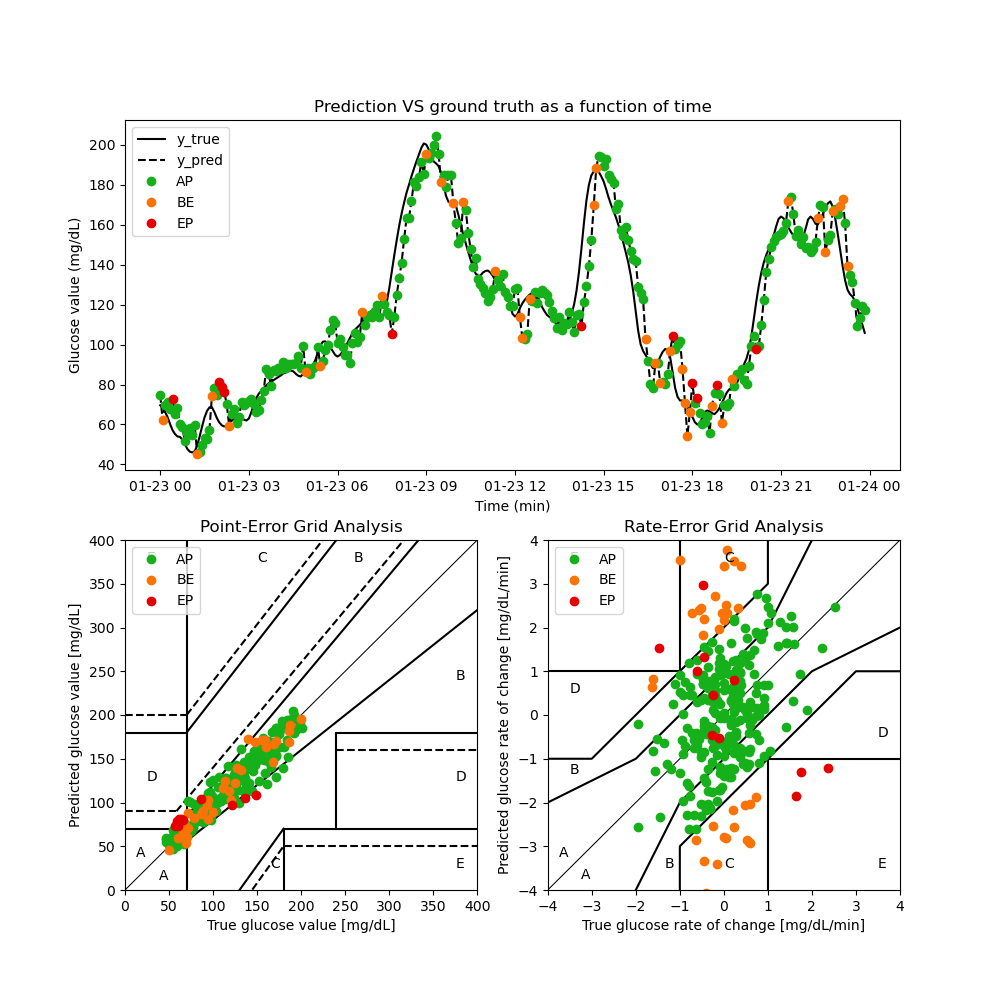 Prediction VS ground truth as a function of time
Glucose value (mg/dL)
200
180
160
140
120
100
80
60
40
y_true
y_pred
AP
BE
EP
01-23 00 01-23 03 01-23 06 01-23 09 01-23 12 01-23 15 01-23 18 01-23 21 01-24 00
Time (min)
Point-Error Grid Analysis
Predicted glucose value [mg/dL]
400
350
300
250
200
150
100
50
0
AP
BE
EP
C
B
B
D
D
A
A
C
E
0 50 100 150 200 250 300 350 400
True glucose value [mg/dL]
Rate-Error Grid Analysis
Predicted glucose rate of change [mg/dL/min]
4
3
2
1
0
−1
−2
−3
−4
AP
BE
EP
C
D
D
B
A
A
B
C
E
−4 −3 −2 −1 0 1 2 3 4
True glucose rate of change [mg/dL/min]